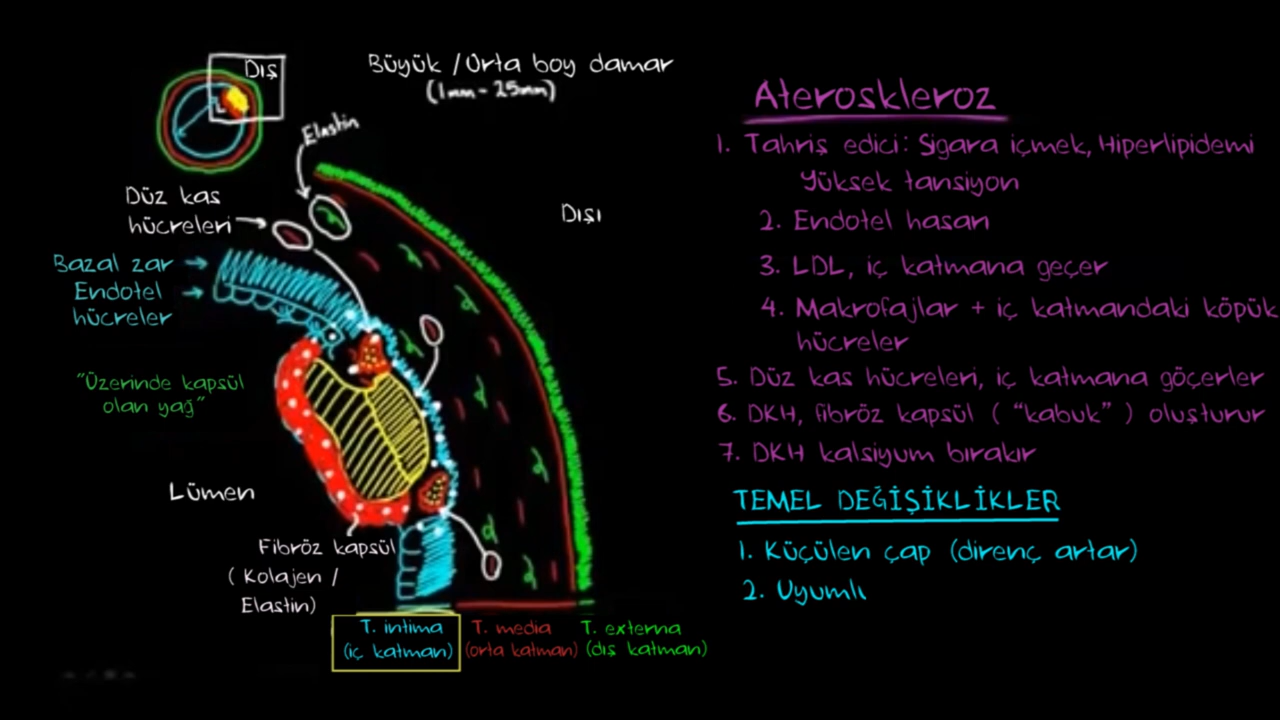 Dış
Büyük / Orta boy damar
(1mm - 25mm)
Elastin
Düz kas
hücreleri
Dışı
Bazal zar
Endotel
hücreler
"Üzerinde kapsül
olan yağ"
Lümen
Fibröz kapsül
( Kolajen /
Elastin)
T. intima
(iç katman)
T. media
(orta katman)
T. externa
(dış katman)
Ateroskleroz
1. Tahriş edici: Sigara içmek, Hiperlipidemi
Yüksek tansiyon
2. Endotel hasarı
3. LDL, iç katmana geçer
4. Makrofajlar + iç katmandaki köpük
hücreler
5. Düz kas hücreleri, iç katmana göçerler
6. DKH, fibröz kapsül ( "kabuk" ) oluşturur
7. DKH kalsiyum bırakır
TEMEL DEĞİŞİKLİKLER
1. Küçülen çap (direnç artar)
2. Uyumlı